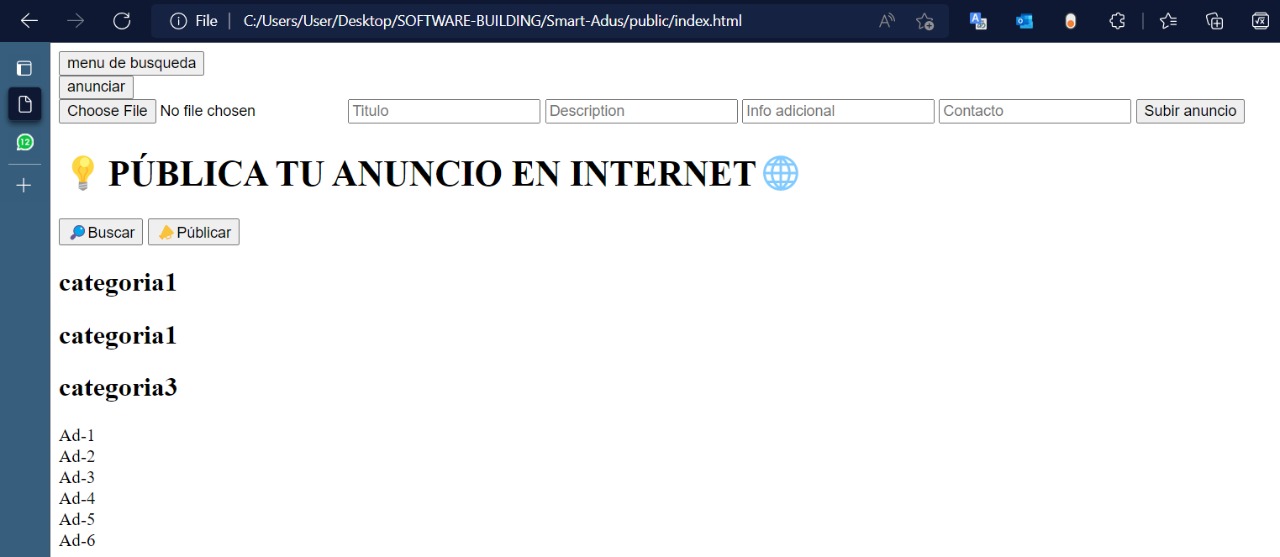 File C:/Users/User/Desktop/SOFTWARE-BUILDING/Smart-Adus/public/index.html
12
menu de busqueda
anunciar
Choose File No file chosen Titulo Description Info adicional Contacto Subir anuncio
PÚBLICA TU ANUNCIO EN INTERNET
Buscar Públicar
categoria1
categoria1
categoria3
Ad-1
Ad-2
Ad-3
Ad-4
Ad-5
Ad-6